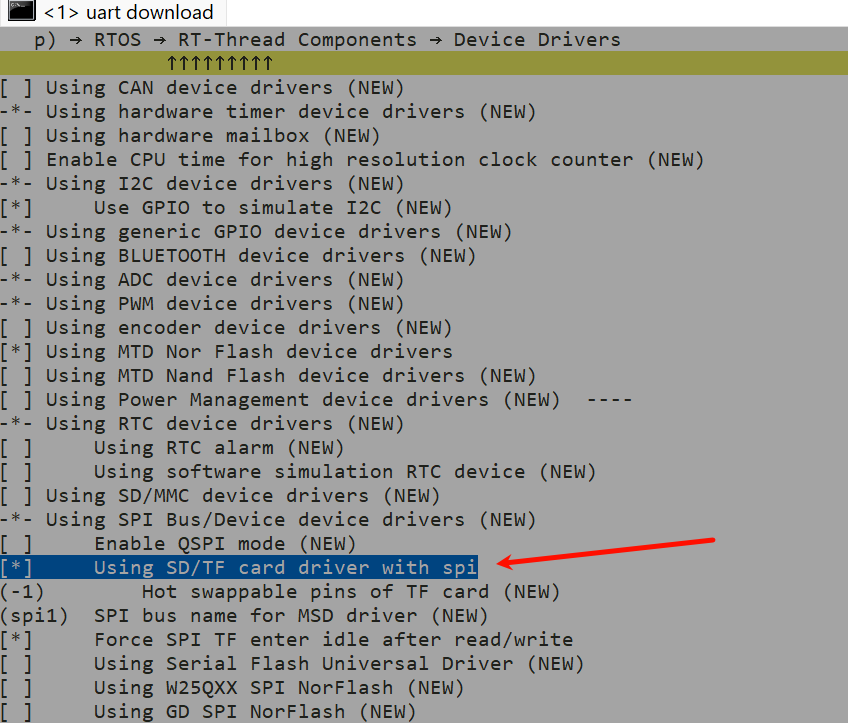 <1> uart download
p) → RTOS → RT-Thread Components → Device Drivers
↑↑↑↑↑↑↑↑↑
[ ] Using CAN device drivers (NEW)
-*- Using hardware timer device drivers (NEW)
[ ] Using hardware mailbox (NEW)
[ ] Enable CPU time for high resolution clock counter (NEW)
-*- Using I2C device drivers (NEW)
[*]     Use GPIO to simulate I2C (NEW)
-*- Using generic GPIO device drivers (NEW)
[ ] Using BLUETOOTH device drivers (NEW)
-*- Using ADC device drivers (NEW)
-*- Using PWM device drivers (NEW)
[ ] Using encoder device drivers (NEW)
[*] Using MTD Nor Flash device drivers
[ ] Using MTD Nand Flash device drivers (NEW)
[ ] Using Power Management device drivers (NEW)  ----
-*- Using RTC device drivers (NEW)
[ ]     Using RTC alarm (NEW)
[ ]     Using software simulation RTC device (NEW)
[ ] Using SD/MMC device drivers (NEW)
-*- Using SPI Bus/Device device drivers (NEW)
[ ]     Enable QSPI mode (NEW)
[*]     Using SD/TF card driver with spi
(-1)        Hot swappable pins of TF card (NEW)
(spi1)  SPI bus name for MSD driver (NEW)
[*]     Force SPI TF enter idle after read/write
[ ]     Using Serial Flash Universal Driver (NEW)
[ ]     Using W25QXX SPI NorFlash (NEW)
[ ]     Using GD SPI NorFlash (NEW)